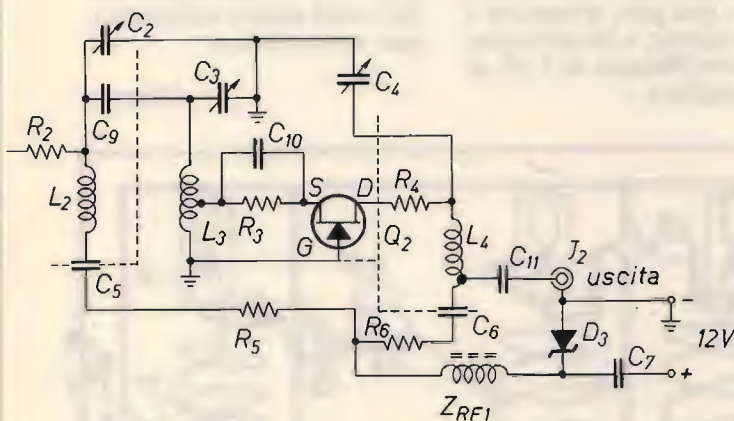 C2
C3
C4
C9
C10
R2
L2
L3
R3
S
D
R4
G
Q2
L4
C11
J2
uscita
C5
R5
R6
C6
D3
C7
12V
-
+
ZRF1